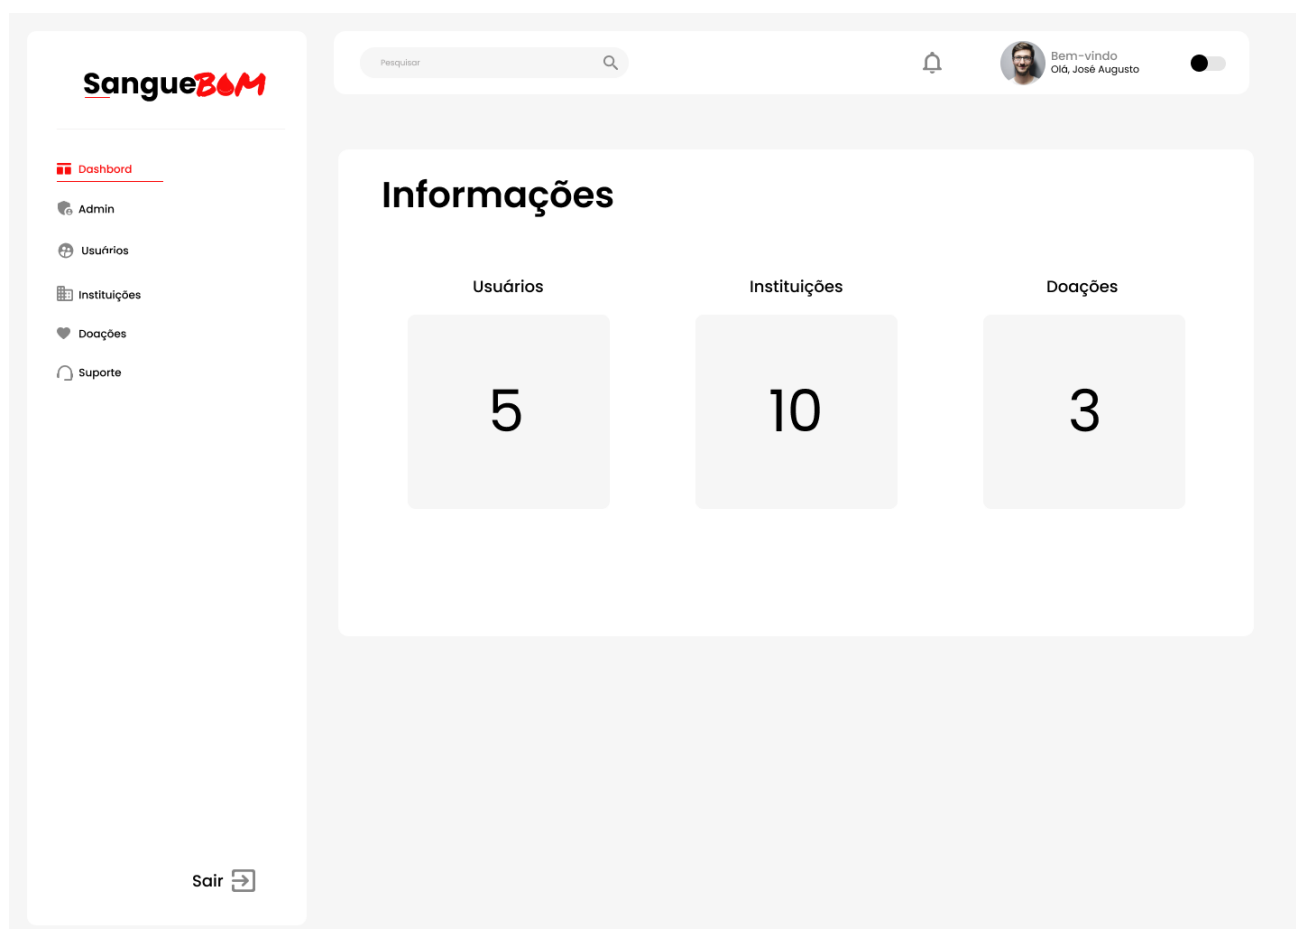 SangueBOM
Pesquisar
Bem-vindo
Olá, José Augusto
Dashbord
Admin
Usuários
Instituições
Doações
Suporte
Sair
Informações
Usuários
Instituições
Doações
5
10
3